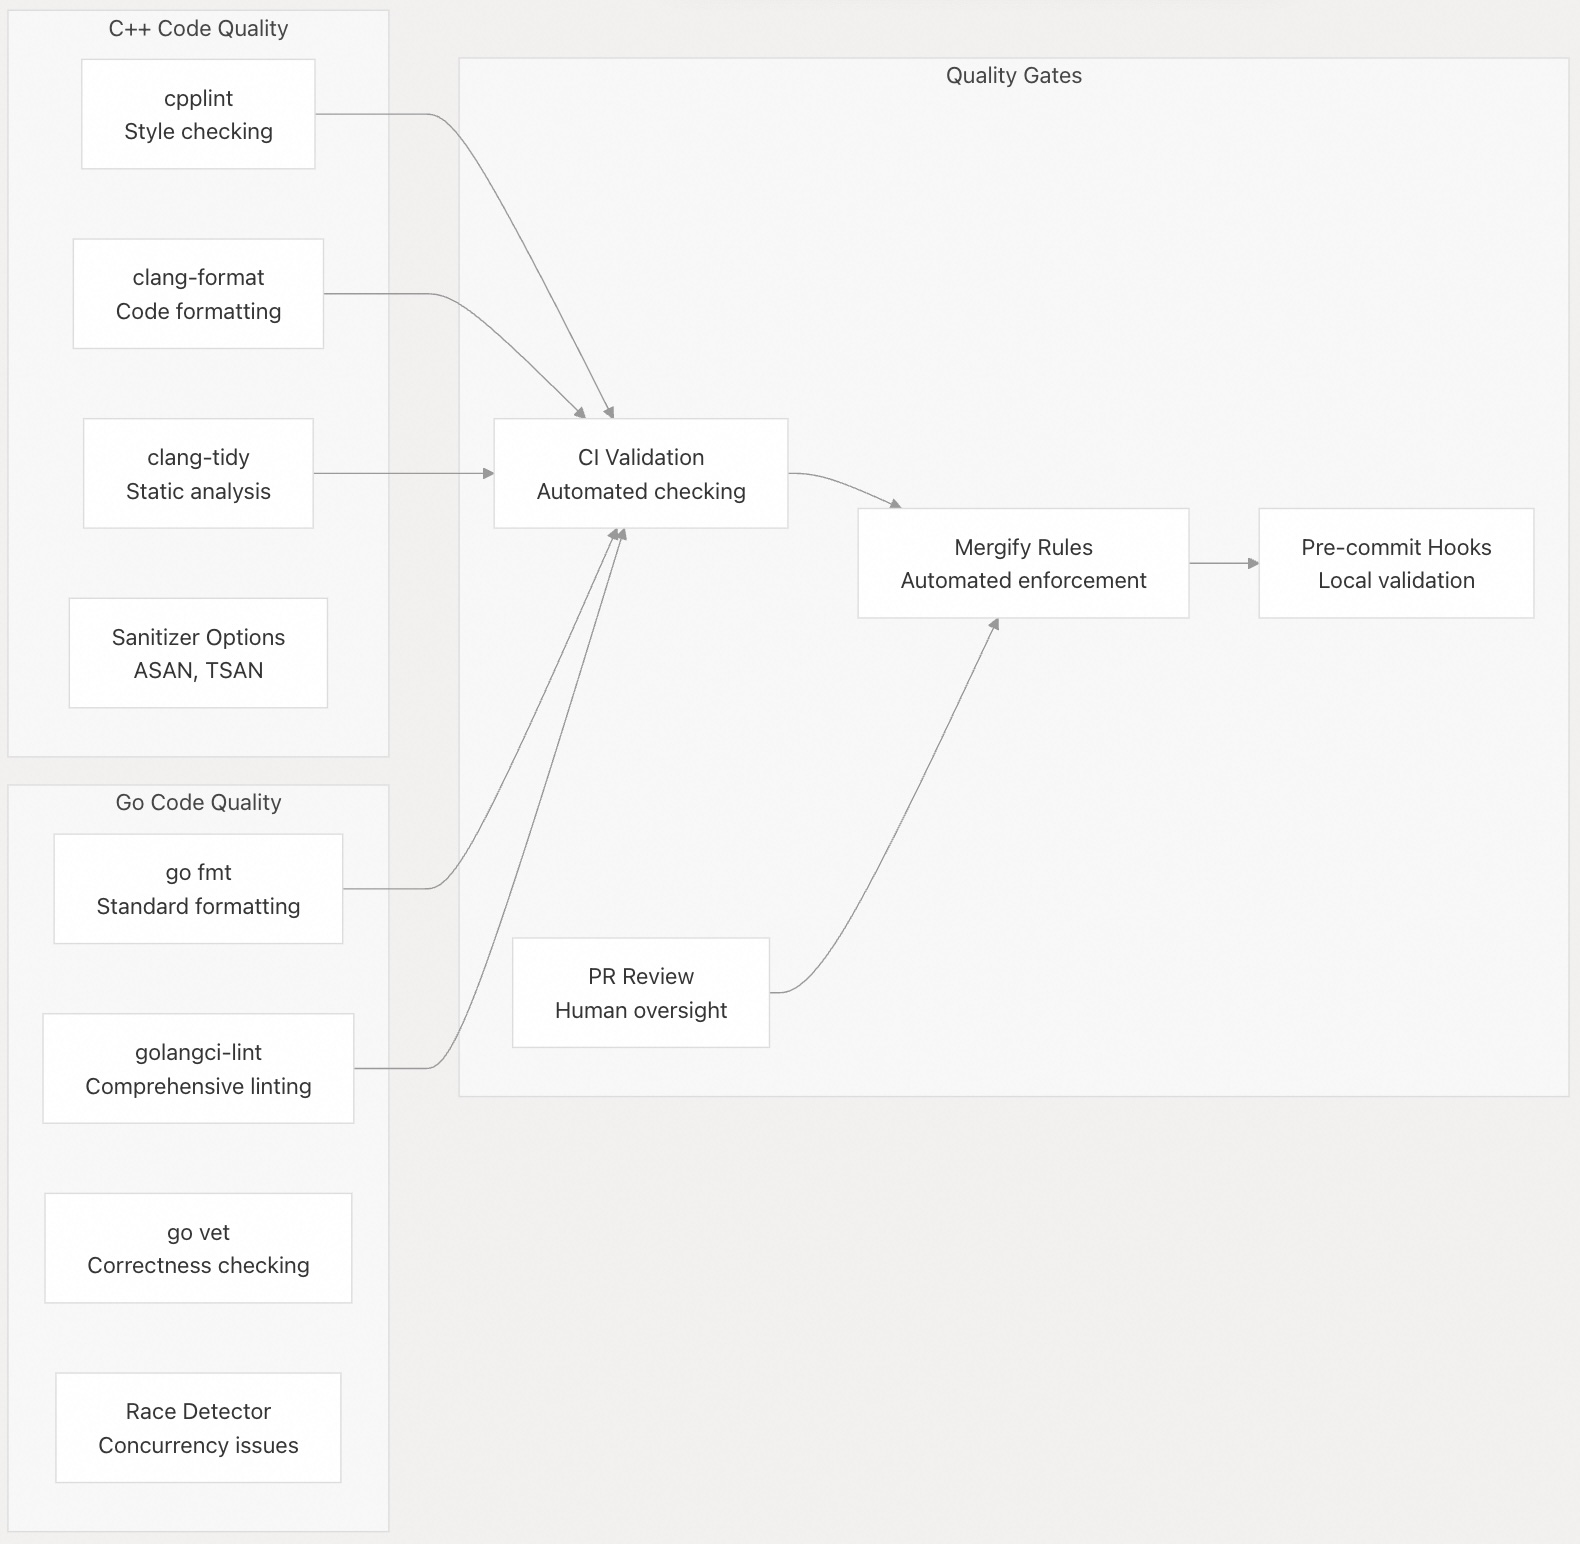 C++ Code Quality
cpplint
Style checking
clang-format
Code formatting
clang-tidy
Static analysis
Sanitizer Options
ASAN, TSAN
Go Code Quality
go fmt
Standard formatting
golangci-lint
Comprehensive linting
go vet
Correctness checking
Race Detector
Concurrency issues
Quality Gates
CI Validation
Automated checking
Mergify Rules
Automated enforcement
Pre-commit Hooks
Local validation
PR Review
Human oversight